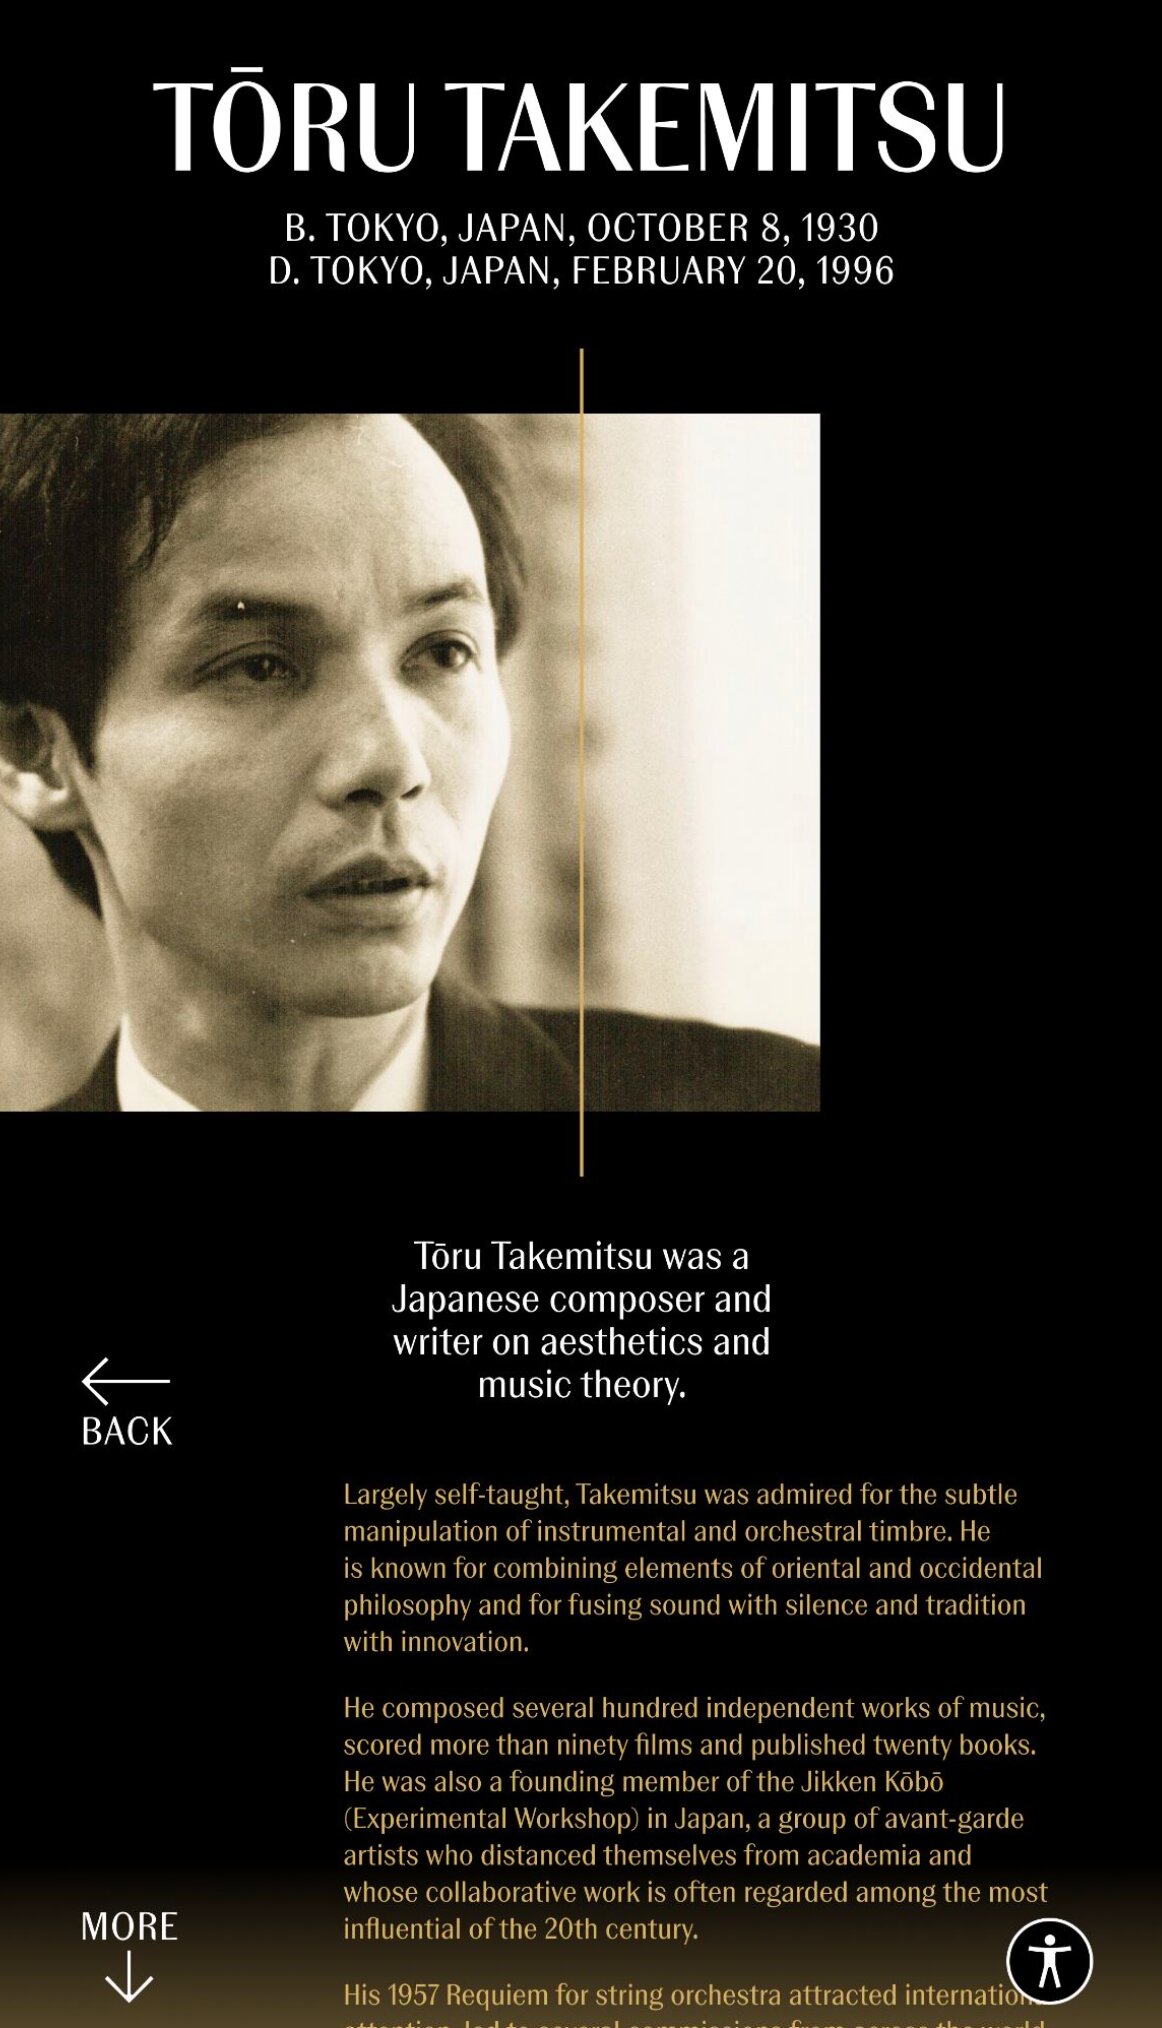 TŌRU TAKEMITSU
B. TOKYO, JAPAN, OCTOBER 8, 1930
D. TOKYO, JAPAN, FEBRUARY 20, 1996
Tōru Takemitsu was a
Japanese composer and
writer on aesthetics and
music theory.
BACK
Largely self-taught, Takemitsu was admired for the subtle
manipulation of instrumental and orchestral timbre. He
is known for combining elements of oriental and occidental
philosophy and for fusing sound with silence and tradition
with innovation.
He composed several hundred independent works of music,
scored more than ninety films and published twenty books.
He was also a founding member of the Jikken Kōbō
(Experimental Workshop) in Japan, a group of avant-garde
artists who distanced themselves from academia and
whose collaborative work is often regarded among the most
influential of the 20th century.
MORE
His 1957 Requiem for string orchestra attracted